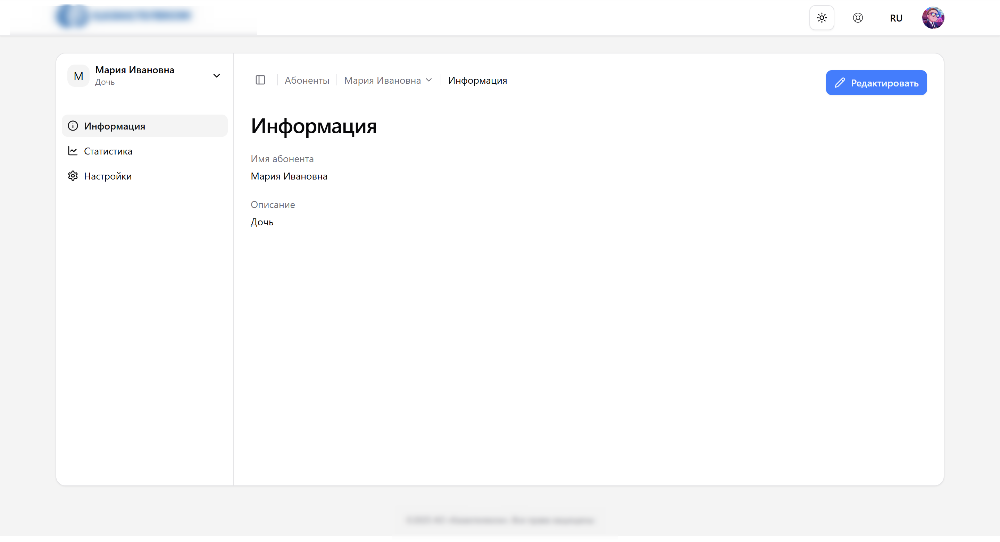 RU
М
Мария Ивановна
Дочь
Информация
Статистика
Настройки
Абоненты
Мария Ивановна
Информация
Редактировать
Информация
Имя абонента
Мария Ивановна
Описание
Дочь